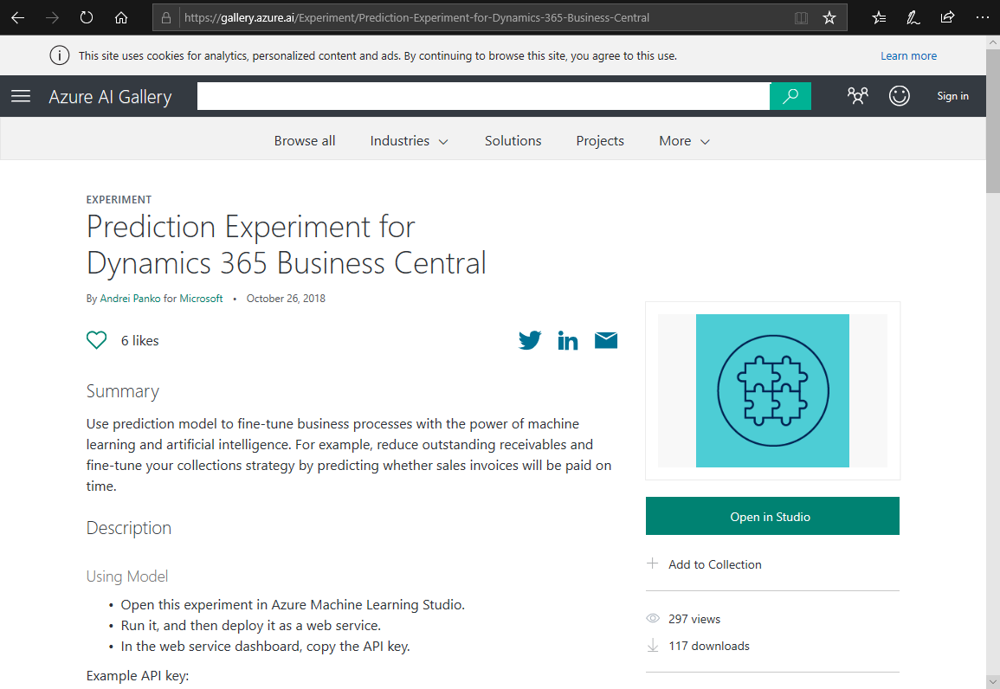 https://gallery.azure.ai/Experiment/Prediction-Experiment-for-Dynamics-365-Business-Central
This site uses cookies for analytics, personalized content and ads. By continuing to browse this site, you agree to this use.
Learn more
Azure AI Gallery
Sign in
Browse all
Industries
Solutions
Projects
More
EXPERIMENT
Prediction Experiment for
Dynamics 365 Business Central
By Andrei Panko for Microsoft • October 26, 2018
6 likes
Summary
Use prediction model to fine-tune business processes with the power of machine
learning and artificial intelligence. For example, reduce outstanding receivables and
fine-tune your collections strategy by predicting whether sales invoices will be paid on
time.
Description
Using Model
• Open this experiment in Azure Machine Learning Studio.
• Run it, and then deploy it as a web service.
• In the web service dashboard, copy the API key.
Example API key:
Open in Studio
Add to Collection
297 views
117 downloads